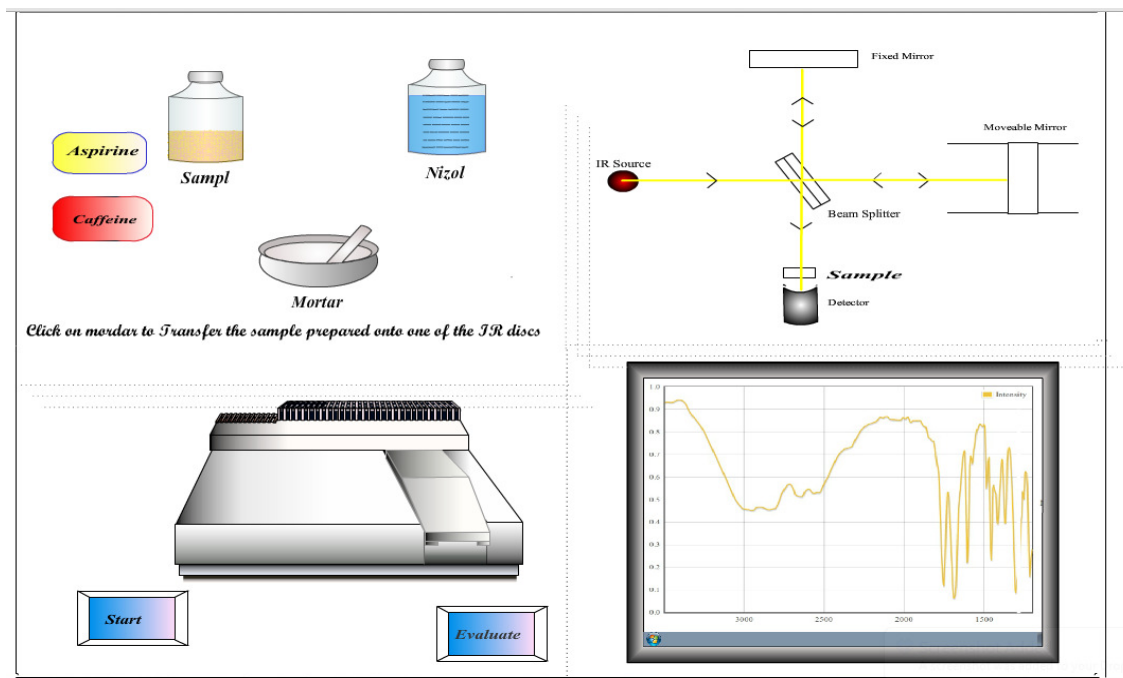 Aspirine
Caffeine
Sampl
Nizol
Mortar
Click on mordar to Transfer the sample prepared onto one of the IR discs
Fixed Mirror
Moveable Mirror
IR Source
Beam Splitter
Sample
Detector
Start
Evaluate
Intensity
1.0
0.9
0.8
0.7
0.6
0.5
0.4
0.3
0.2
0.1
0.0
3000
2500
2000
1500